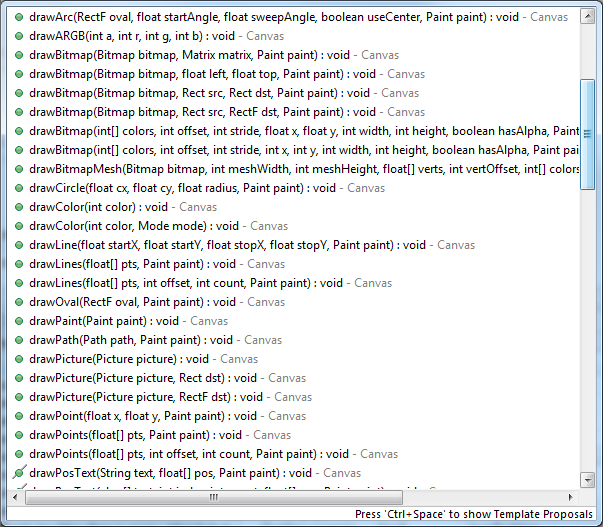 drawArc(RectF oval, float startAngle, float sweepAngle, boolean useCenter, Paint paint) : void - Canvas
drawARGB(int a, int r, int g, int b) : void - Canvas
drawBitmap(Bitmap bitmap, Matrix matrix, Paint paint) : void - Canvas
drawBitmap(Bitmap bitmap, float left, float top, Paint paint) : void - Canvas
drawBitmap(Bitmap bitmap, Rect src, Rect dst, Paint paint) : void - Canvas
drawBitmap(Bitmap bitmap, Rect src, RectF dst, Paint paint) : void - Canvas
drawBitmap(int[] colors, int offset, int stride, float x, float y, int width, int height, boolean hasAlpha, Paint
drawBitmap(int[] colors, int offset, int stride, int x, int y, int width, int height, boolean hasAlpha, Paint pai
drawBitmapMesh(Bitmap bitmap, int meshWidth, int meshHeight, float[] verts, int vertOffset, int[] colors
drawCircle(float cx, float cy, float radius, Paint paint) : void - Canvas
drawColor(int color) : void - Canvas
drawColor(int color, Mode mode) : void - Canvas
drawLine(float startX, float startY, float stopX, float stopY, Paint paint) : void - Canvas
drawLines(float[] pts, Paint paint) : void - Canvas
drawLines(float[] pts, int offset, int count, Paint paint) : void - Canvas
drawOval(RectF oval, Paint paint) : void - Canvas
drawPaint(Paint paint) : void - Canvas
drawPath(Path path, Paint paint) : void - Canvas
drawPicture(Picture picture) : void - Canvas
drawPicture(Picture picture, Rect dst) : void - Canvas
drawPicture(Picture picture, RectF dst) : void - Canvas
drawPoint(float x, float y, Paint paint) : void - Canvas
drawPoints(float[] pts, Paint paint) : void - Canvas
drawPoints(float[] pts, int offset, int count, Paint paint) : void - Canvas
drawPosText(String text, float[] pos, Paint paint) : void - Canvas
Press 'Ctrl+Space' to show Template Proposals